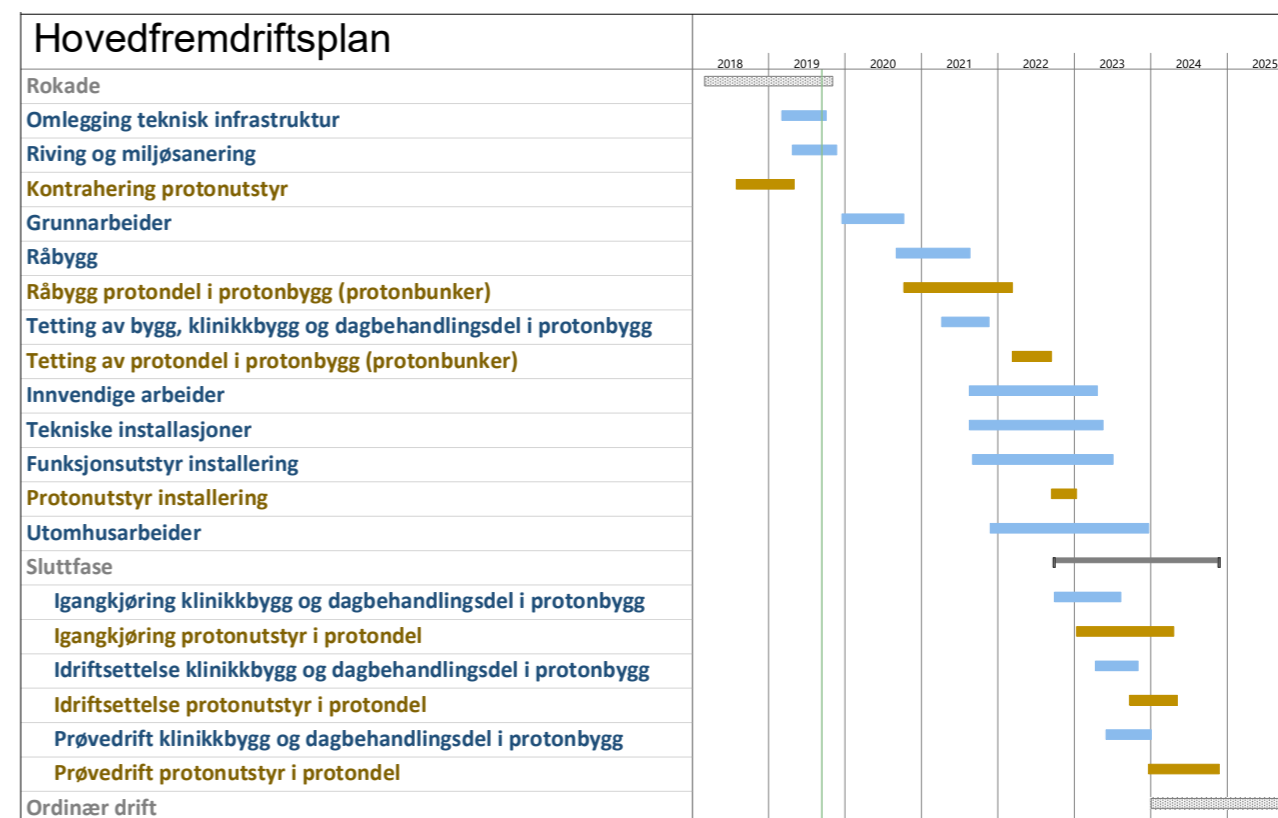 Hovedfremdriftsplan
2018 2019 2020 2021 2022 2023 2024 2025
Rokade
Omlegging teknisk infrastruktur
Riving og miljøsanering
Kontrahering protonutstyr
Grunnarbeider
Råbygg
Råbygg protondel i protonbygg (protonbunker)
Tetting av bygg, klinikkbygg og dagbehandlingsdel i protonbygg
Tetting av protondel i protonbygg (protonbunker)
Innvendige arbeider
Tekniske installasjoner
Funksjonsutstyr installering
Protonutstyr installering
Utomhusarbeider
Sluttfase
Igangkjøring klinikkbygg og dagbehandlingsdel i protonbygg
Igangkjøring protonutstyr i protondel
Idriftsettelse klinikkbygg og dagbehandlingsdel i protonbygg
Idriftsettelse protonutstyr i protondel
Prøvedrift klinikkbygg og dagbehandlingsdel i protonbygg
Prøvedrift protonutstyr i protondel
Ordinær drift